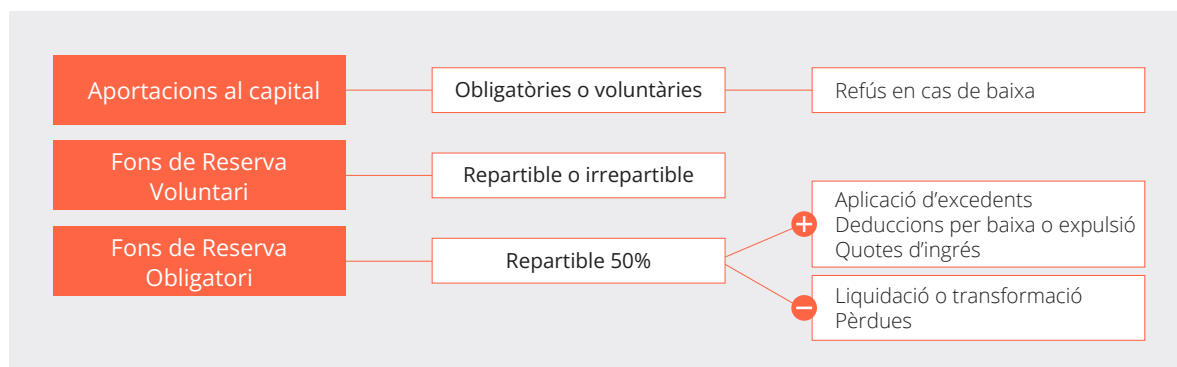 Aportacions al capital
Obligatòries o voluntàries
Refús en cas de baixa
Fons de Reserva
Voluntari
Repartible o irrepartible
Fons de Reserva
Obligatori
Repartible 50%
Aplicació d’excedents
Deduccions per baixa o expulsió
Quotes d’ingrés
Liquidació o transformació
Pèrdues